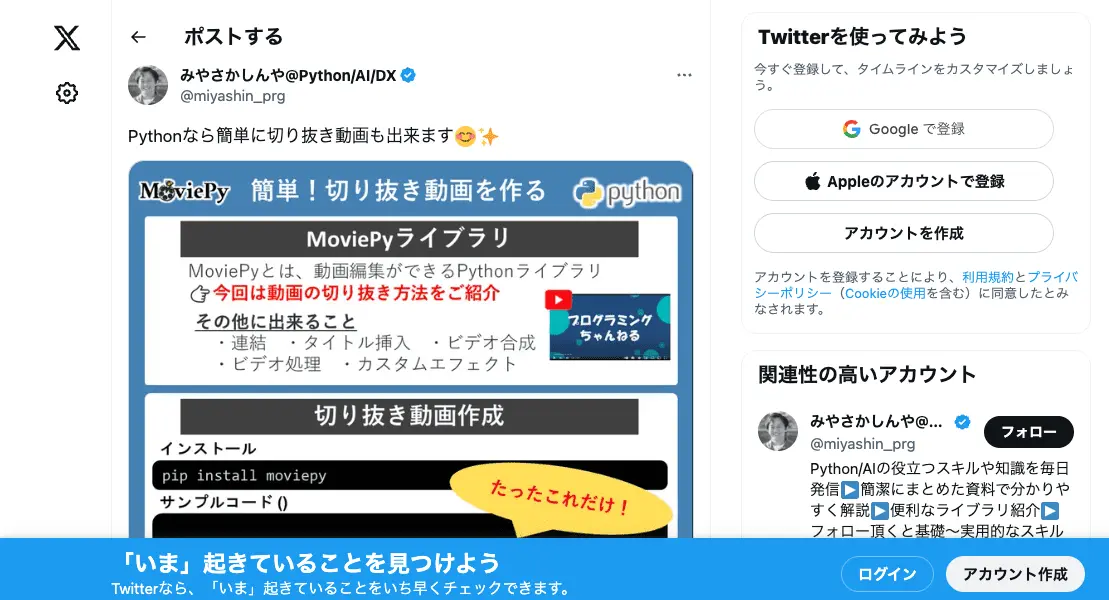 ポストする
みやさかしんや@Python/AI/DX
@miyashin_prg
Pythonなら簡単に切り抜き動画も出来ます😊✨
MoviePy 簡単！切り抜き動画を作る python
MoviePyライブラリ
MoviePyとは、動画編集ができるPythonライブラリ
👉今回は動画の切り抜き方法をご紹介
その他に出来ること
・連結 ・タイトル挿入 ・ビデオ合成
・ビデオ処理 ・カスタムエフェクト
プログラミング
ちゃんねる
切り抜き動画作成
インストール
pip install moviepy
サンプルコード()
たったこれだけ！
Twitterを使ってみよう
今すぐ登録して、タイムラインをカスタマイズしましょ
う。
Google で登録
Appleのアカウントで登録
アカウントを作成
アカウントを登録することにより、利用規約とプライバ
シーポリシー（Cookieの使用を含む）に同意したとみ
なされます。
関連性の高いアカウント
みやさかしんや@...
@miyashin_prg
フォロー
Python/AIの役立つスキルや知識を毎日
発信▶️簡潔にまとめた資料で分かりや
すく解説▶️便利なライブラリ紹介▶️
フォロー頂くと基礎〜実用的なスキル
「いま」起きていることを見つけよう
Twitterなら、「いま」起きていることをいち早くチェックできます。
ログイン
アカウント作成